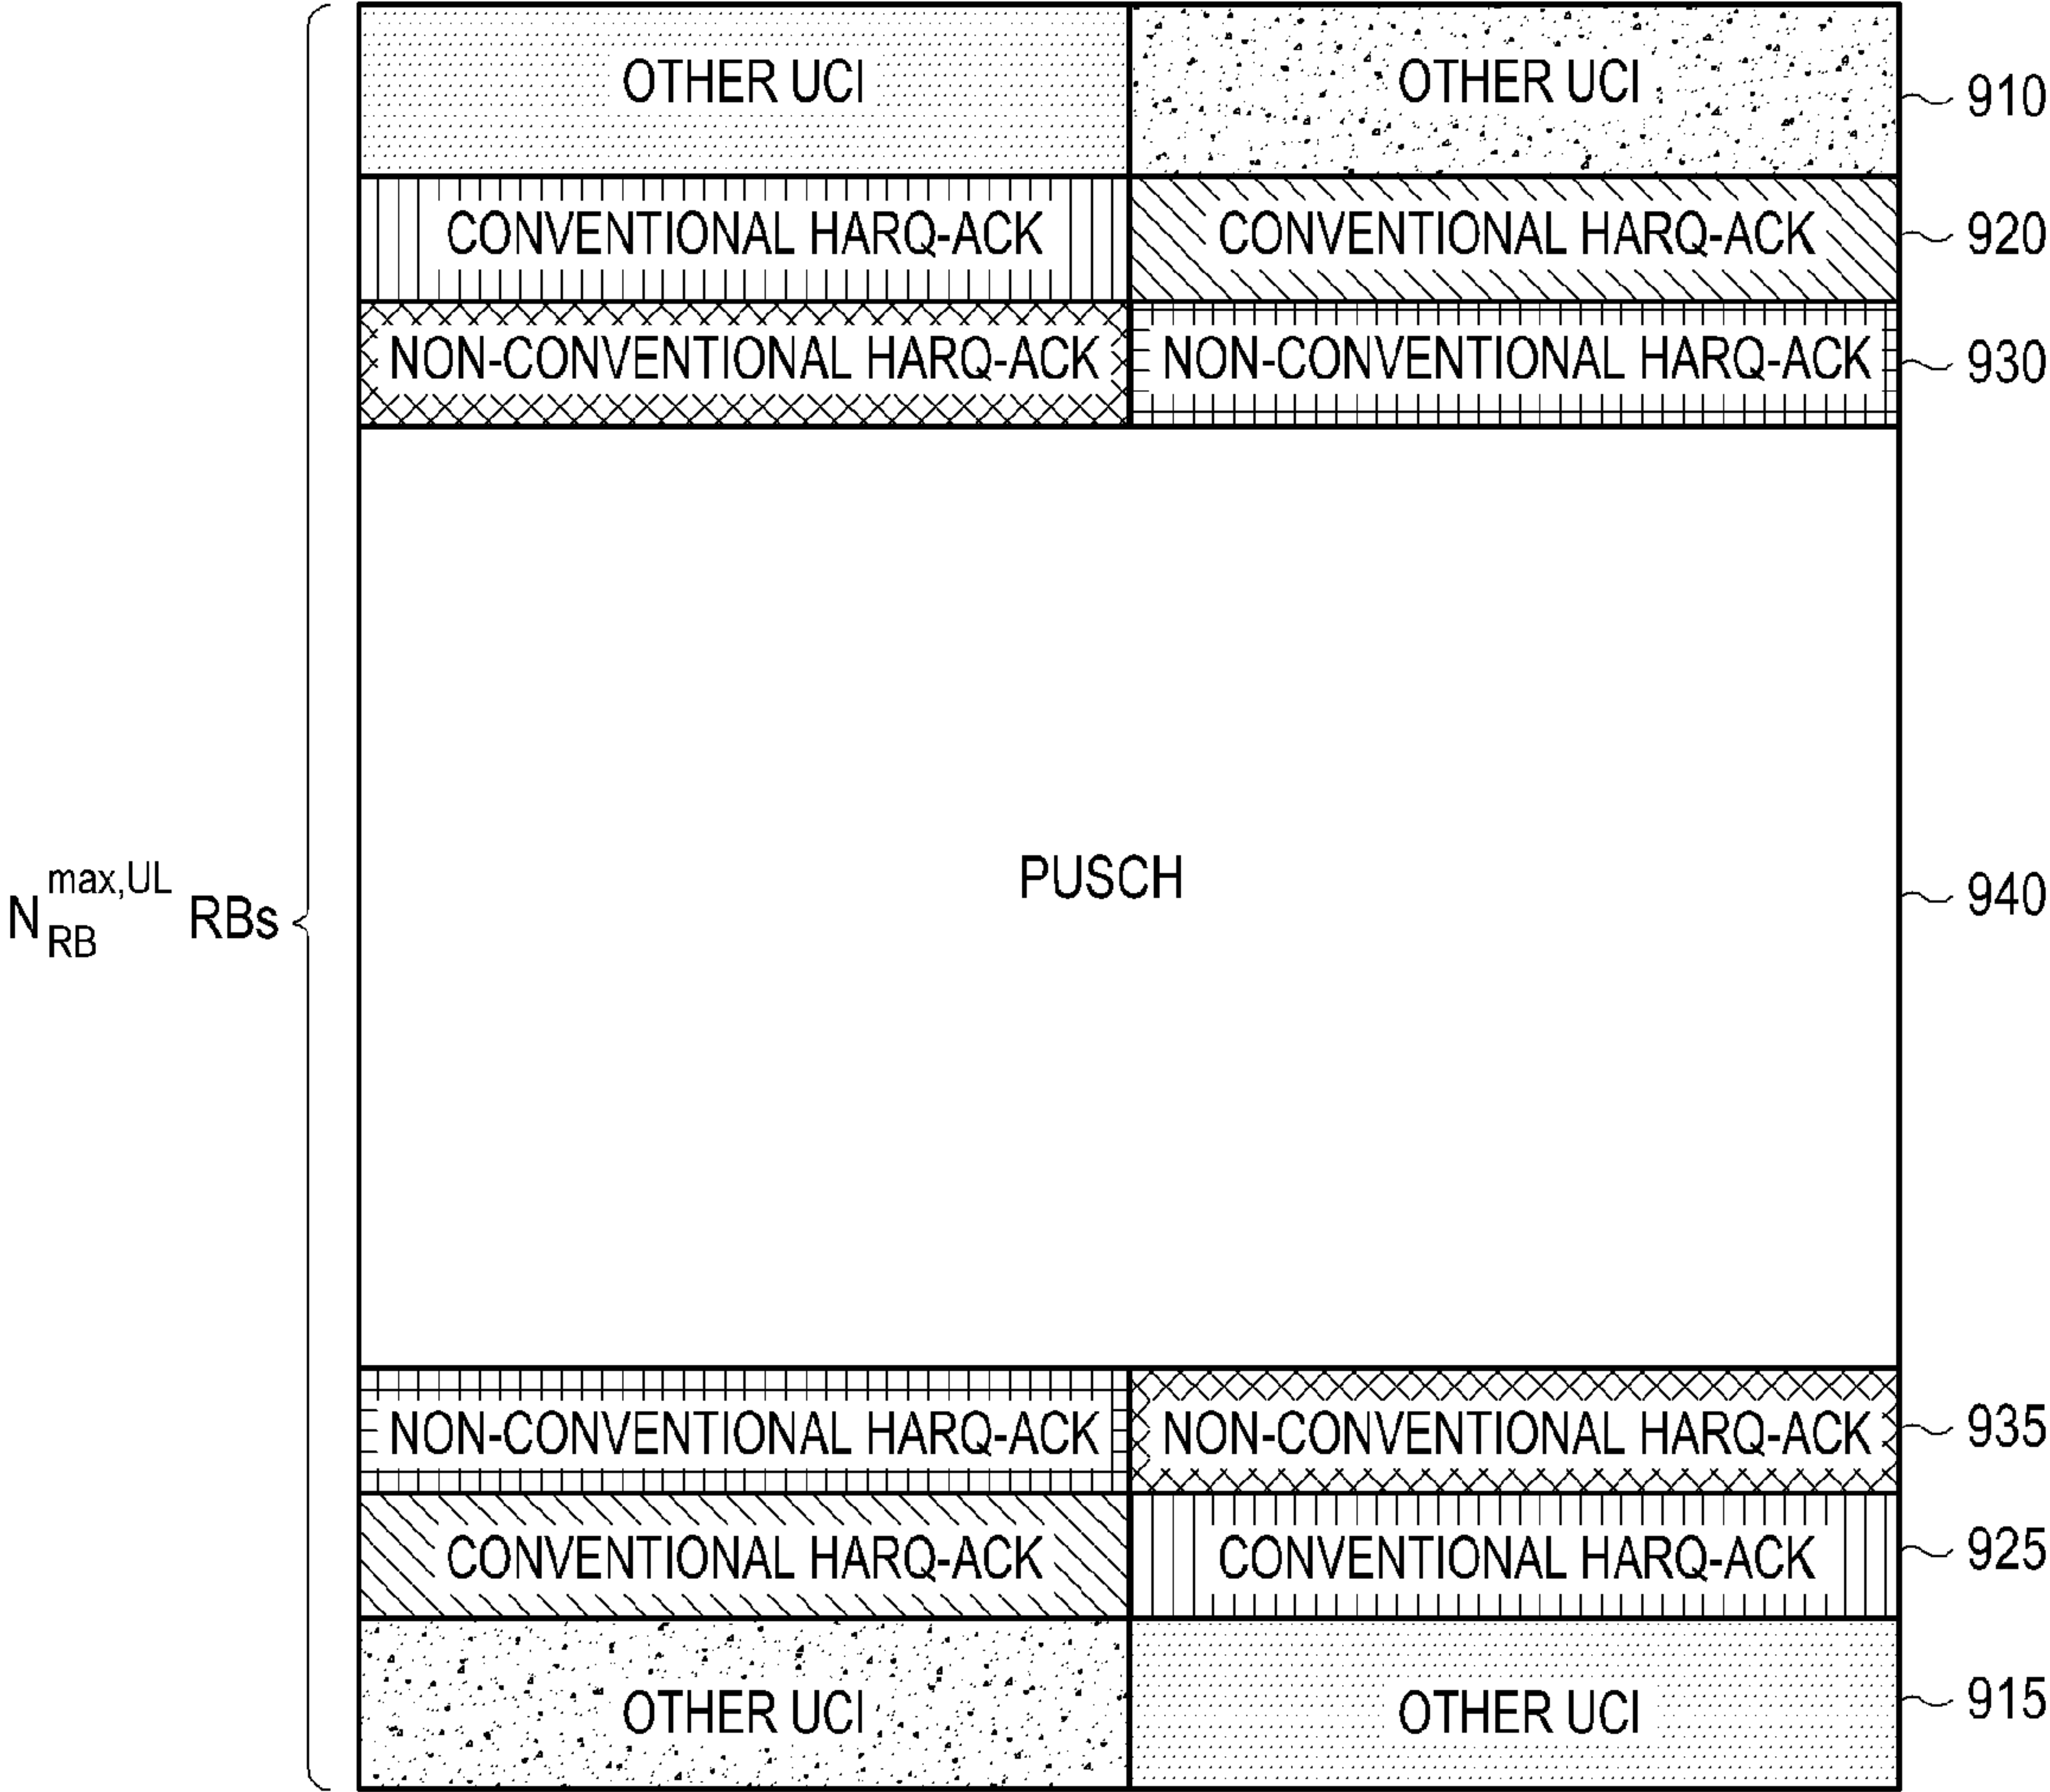 OTHER UCI OTHER UCI 910
CONVENTIONAL HARQ-ACK CONVENTIONAL HARQ-ACK 920
NON-CONVENTIONAL HARQ-ACK NON-CONVENTIONAL HARQ-ACK 930
N RB max,UL RBs PUSCH 940
NON-CONVENTIONAL HARQ-ACK NON-CONVENTIONAL HARQ-ACK 935
CONVENTIONAL HARQ-ACK CONVENTIONAL HARQ-ACK 925
OTHER UCI OTHER UCI 915